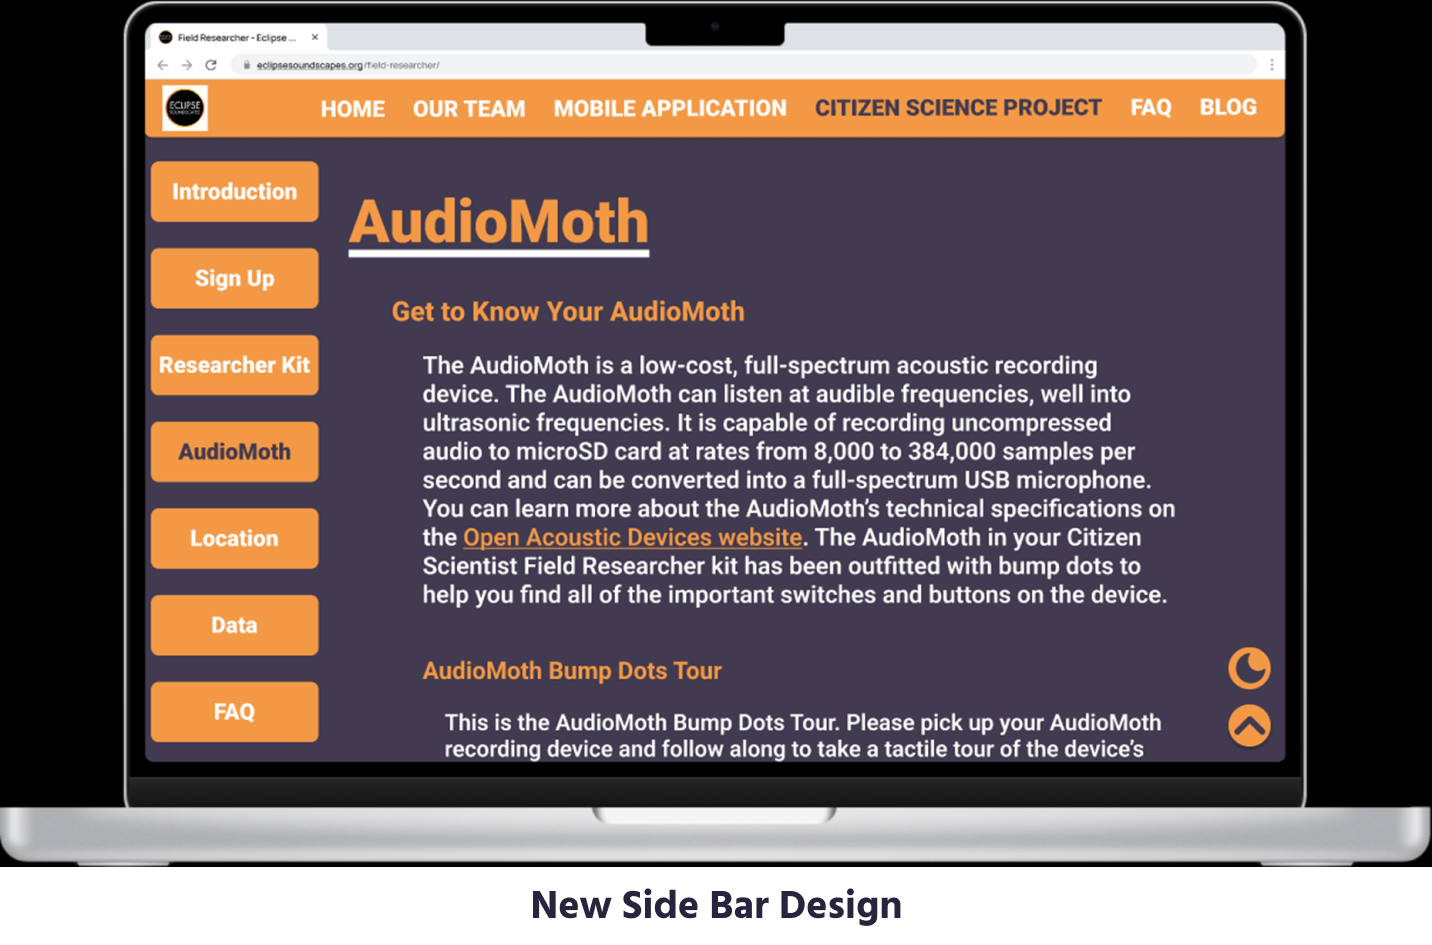 Field Researcher - Eclipse ...
eclipsesoundscapes.org/field-researcher/
ECLIPSE
SOUNDSCAPES
HOME OUR TEAM MOBILE APPLICATION CITIZEN SCIENCE PROJECT FAQ BLOG
Introduction
Sign Up
Researcher Kit
AudioMoth
Location
Data
FAQ
AudioMoth
Get to Know Your AudioMoth
The AudioMoth is a low-cost, full-spectrum acoustic recording
device. The AudioMoth can listen at audible frequencies, well into
ultrasonic frequencies. It is capable of recording uncompressed
audio to microSD card at rates from 8,000 to 384,000 samples per
second and can be converted into a full-spectrum USB microphone.
You can learn more about the AudioMoth’s technical specifications on
the Open Acoustic Devices website. The AudioMoth in your Citizen
Scientist Field Researcher kit has been outfitted with bump dots to
help you find all of the important switches and buttons on the device.
AudioMoth Bump Dots Tour
This is the AudioMoth Bump Dots Tour. Please pick up your AudioMoth
recording device and follow along to take a tactile tour of the device’s
New Side Bar Design